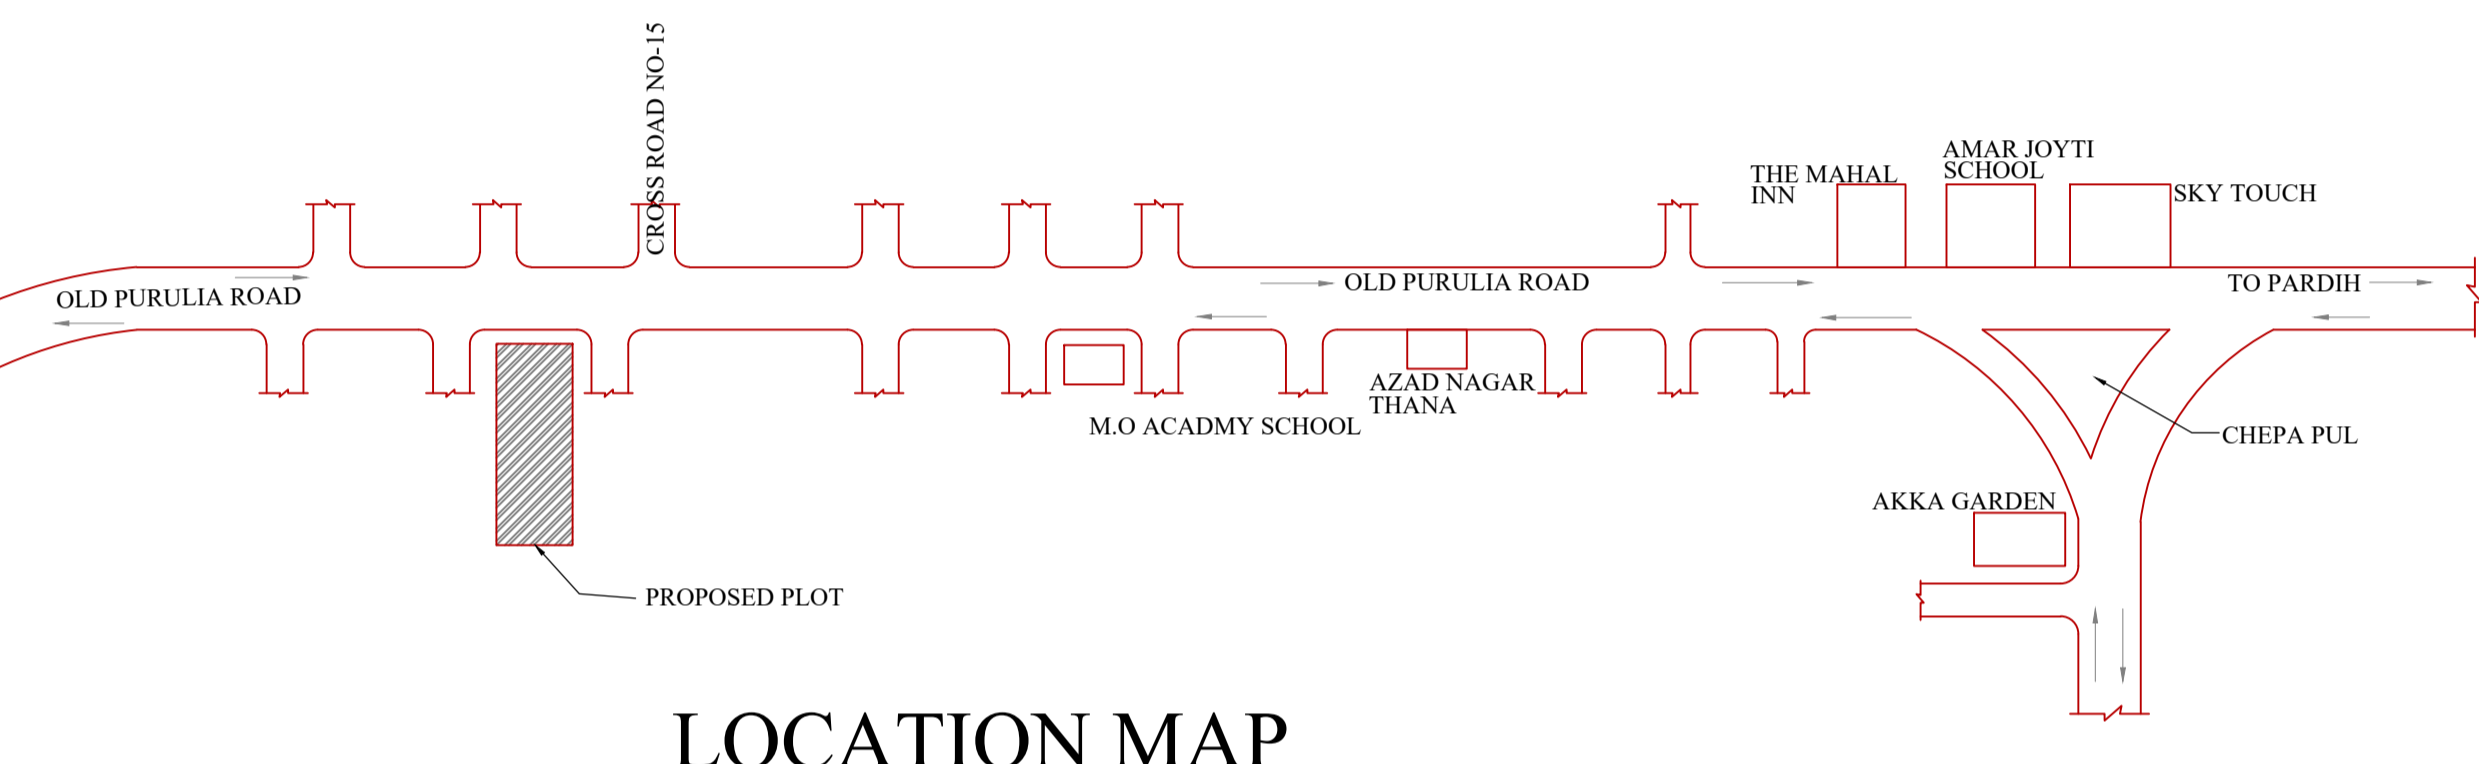 CROSS ROAD NO-15
THE MAHAL
INN
AMAR JOYTI
SCHOOL
SKY TOUCH
OLD PURULIA ROAD
OLD PURULIA ROAD
TO PARDIH
AZAD NAGAR
THANA
M.O ACADMY SCHOOL
CHEPA PUL
AKKA GARDEN
PROPOSED PLOT
LOCATION MAP